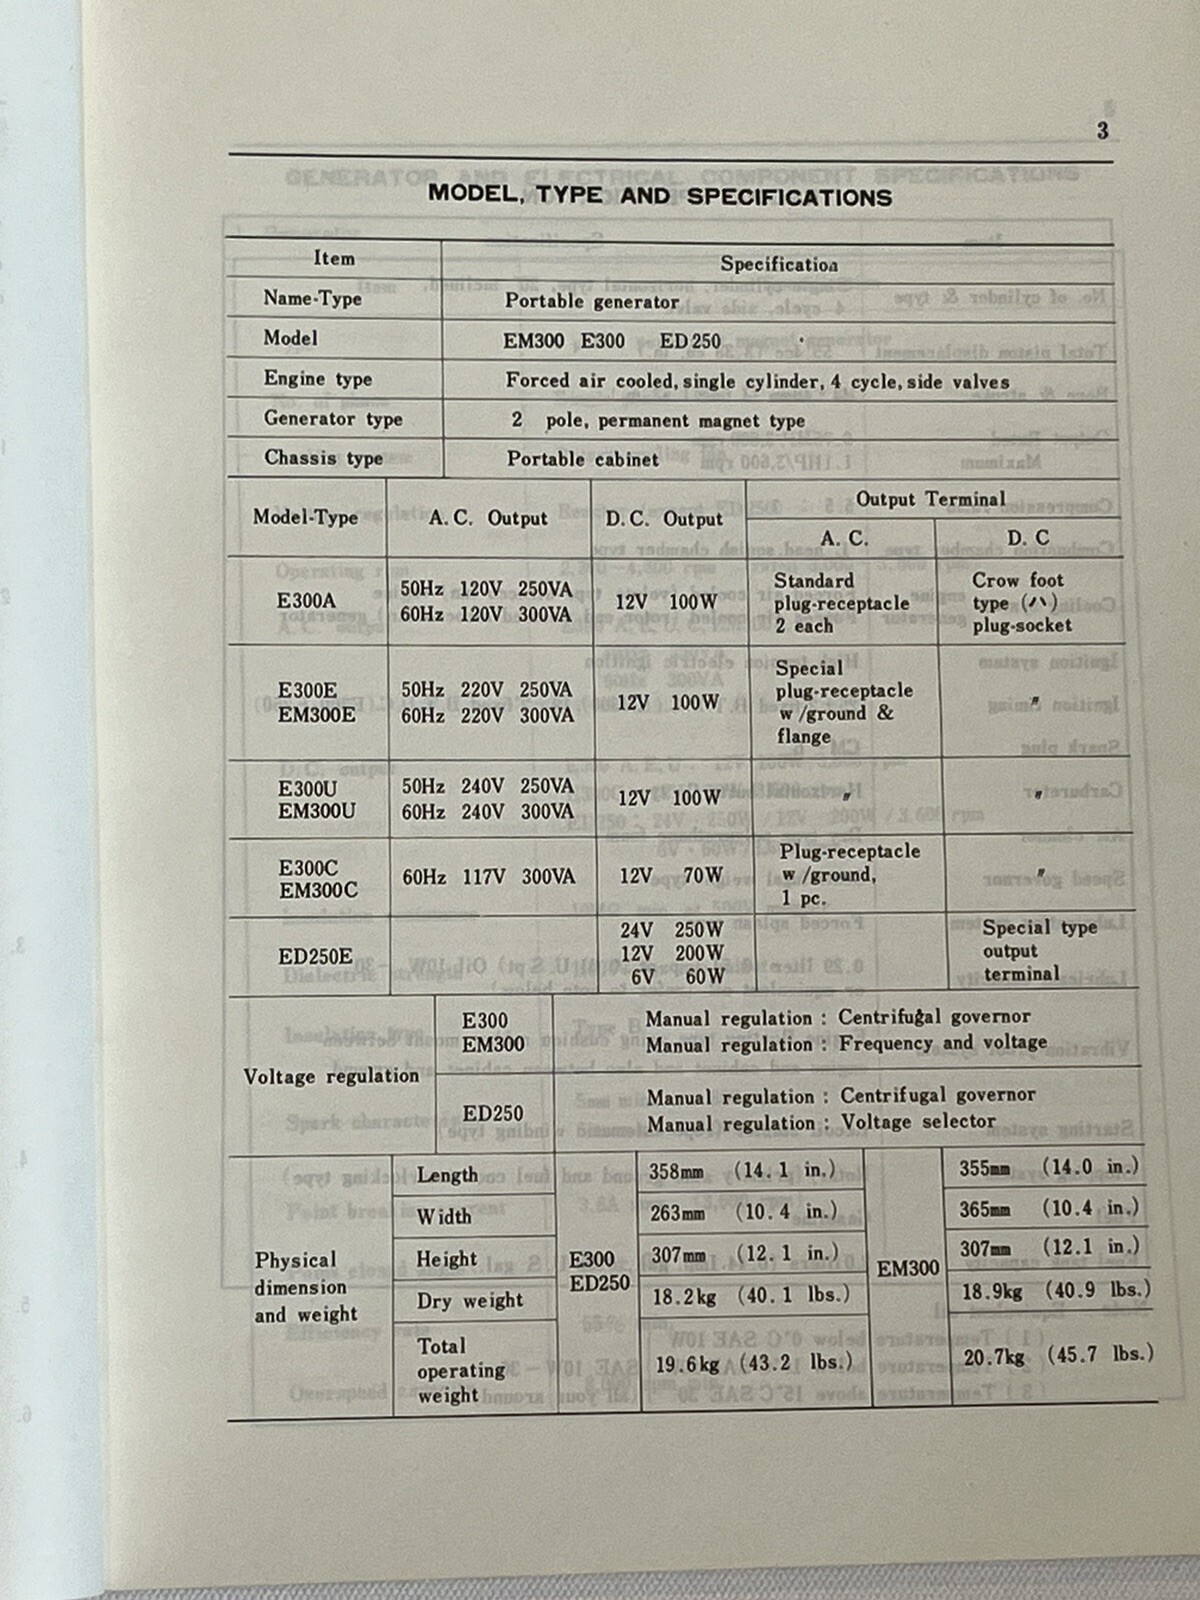 3
MODEL, TYPE AND SPECIFICATIONS
Item Specification
Name-Type Portable generator
Model EM300 E300 ED250
Engine type Forced air cooled, single cylinder, 4 cycle, side valves
Generator type 2 pole, permanent magnet type
Chassis type Portable cabinet
Model-Type A. C. Output D. C. Output Output Terminal
A. C. D. C
E300A
50Hz 120V 250VA
60Hz 120V 300VA
12V 100W
Standard
plug-receptacle
2 each
Crow foot
type (ハ)
plug-socket
E300E
EM300E
50Hz 220V 250VA
60Hz 220V 300VA
12V 100W
Special
plug-receptacle
w/ground &
flange
〃
E300U
EM300U
50Hz 240V 250VA
60Hz 240V 300VA
12V 100W
〃
〃
E300C
EM300C
60Hz 117V 300VA
12V 70W
Plug-receptacle
w/ground,
1 pc.
〃
ED250E
24V 250W
12V 200W
6V 60W
Special type
output
terminal
Voltage regulation
E300
EM300
Manual regulation : Centrifugal governor
Manual regulation : Frequency and voltage
ED250
Manual regulation : Centrifugal governor
Manual regulation : Voltage selector
Physical
dimension
and weight
E300
ED250
EM300
Length 358mm (14. 1 in.) 355mm (14.0 in.)
Width 263mm (10. 4 in.) 365mm (10. 4 in.)
Height 307mm (12. 1 in.) 307mm (12. 1 in.)
Dry weight 18.2kg (40. 1 lbs.) 18.9kg (40.9 lbs.)
Total
operating
weight
19.6kg (43.2 lbs.) 20.7kg (45.7 lbs.)